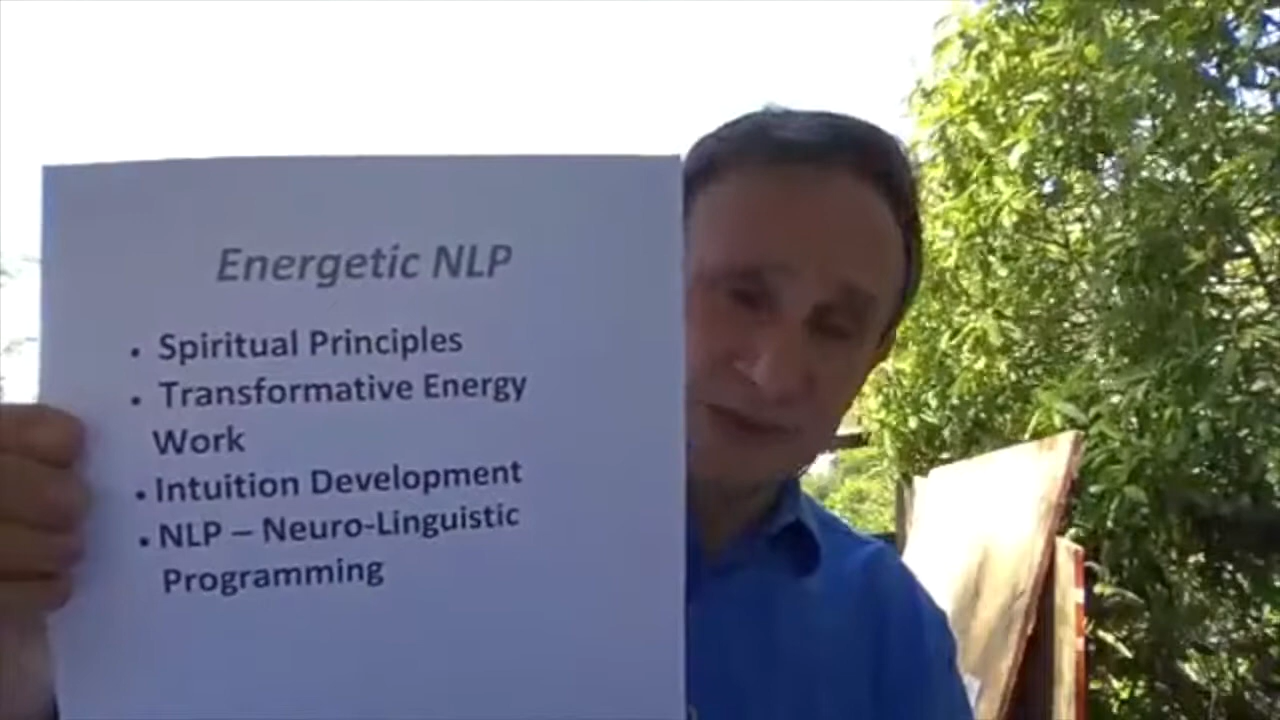 Energetic NLP
• Spiritual Principles
• Transformative Energy
Work
• Intuition Development
• NLP – Neuro-Linguistic
Programming